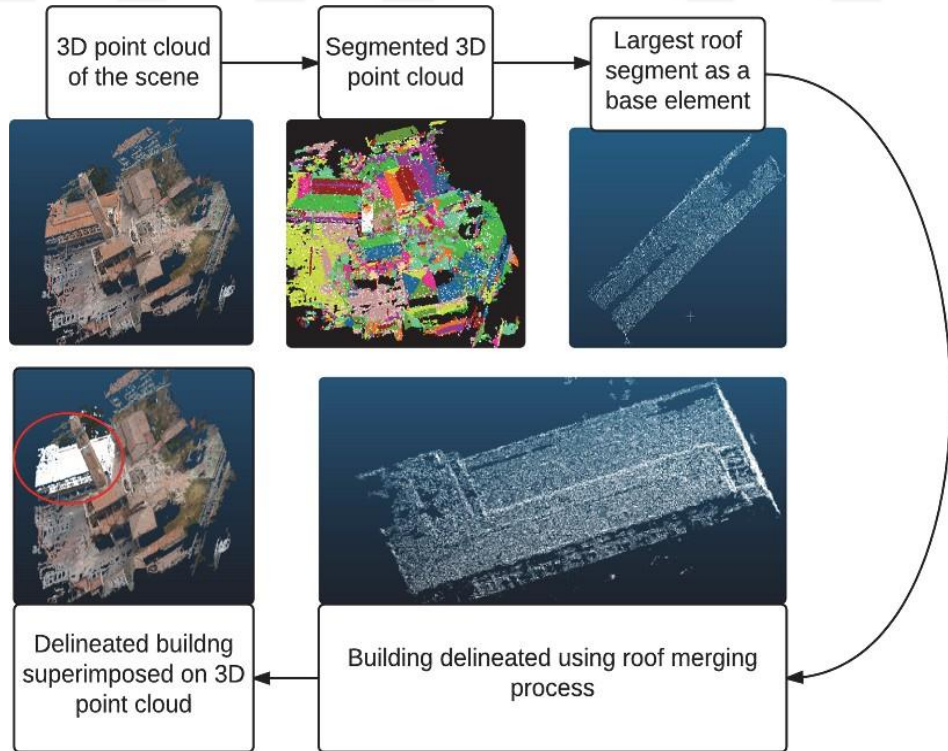 3D point cloud
of the scene
Segmented 3D
point cloud
Largest roof
segment as a
base element
Building delineated using roof merging
process
Delineated buildng
superimposed on 3D
point cloud